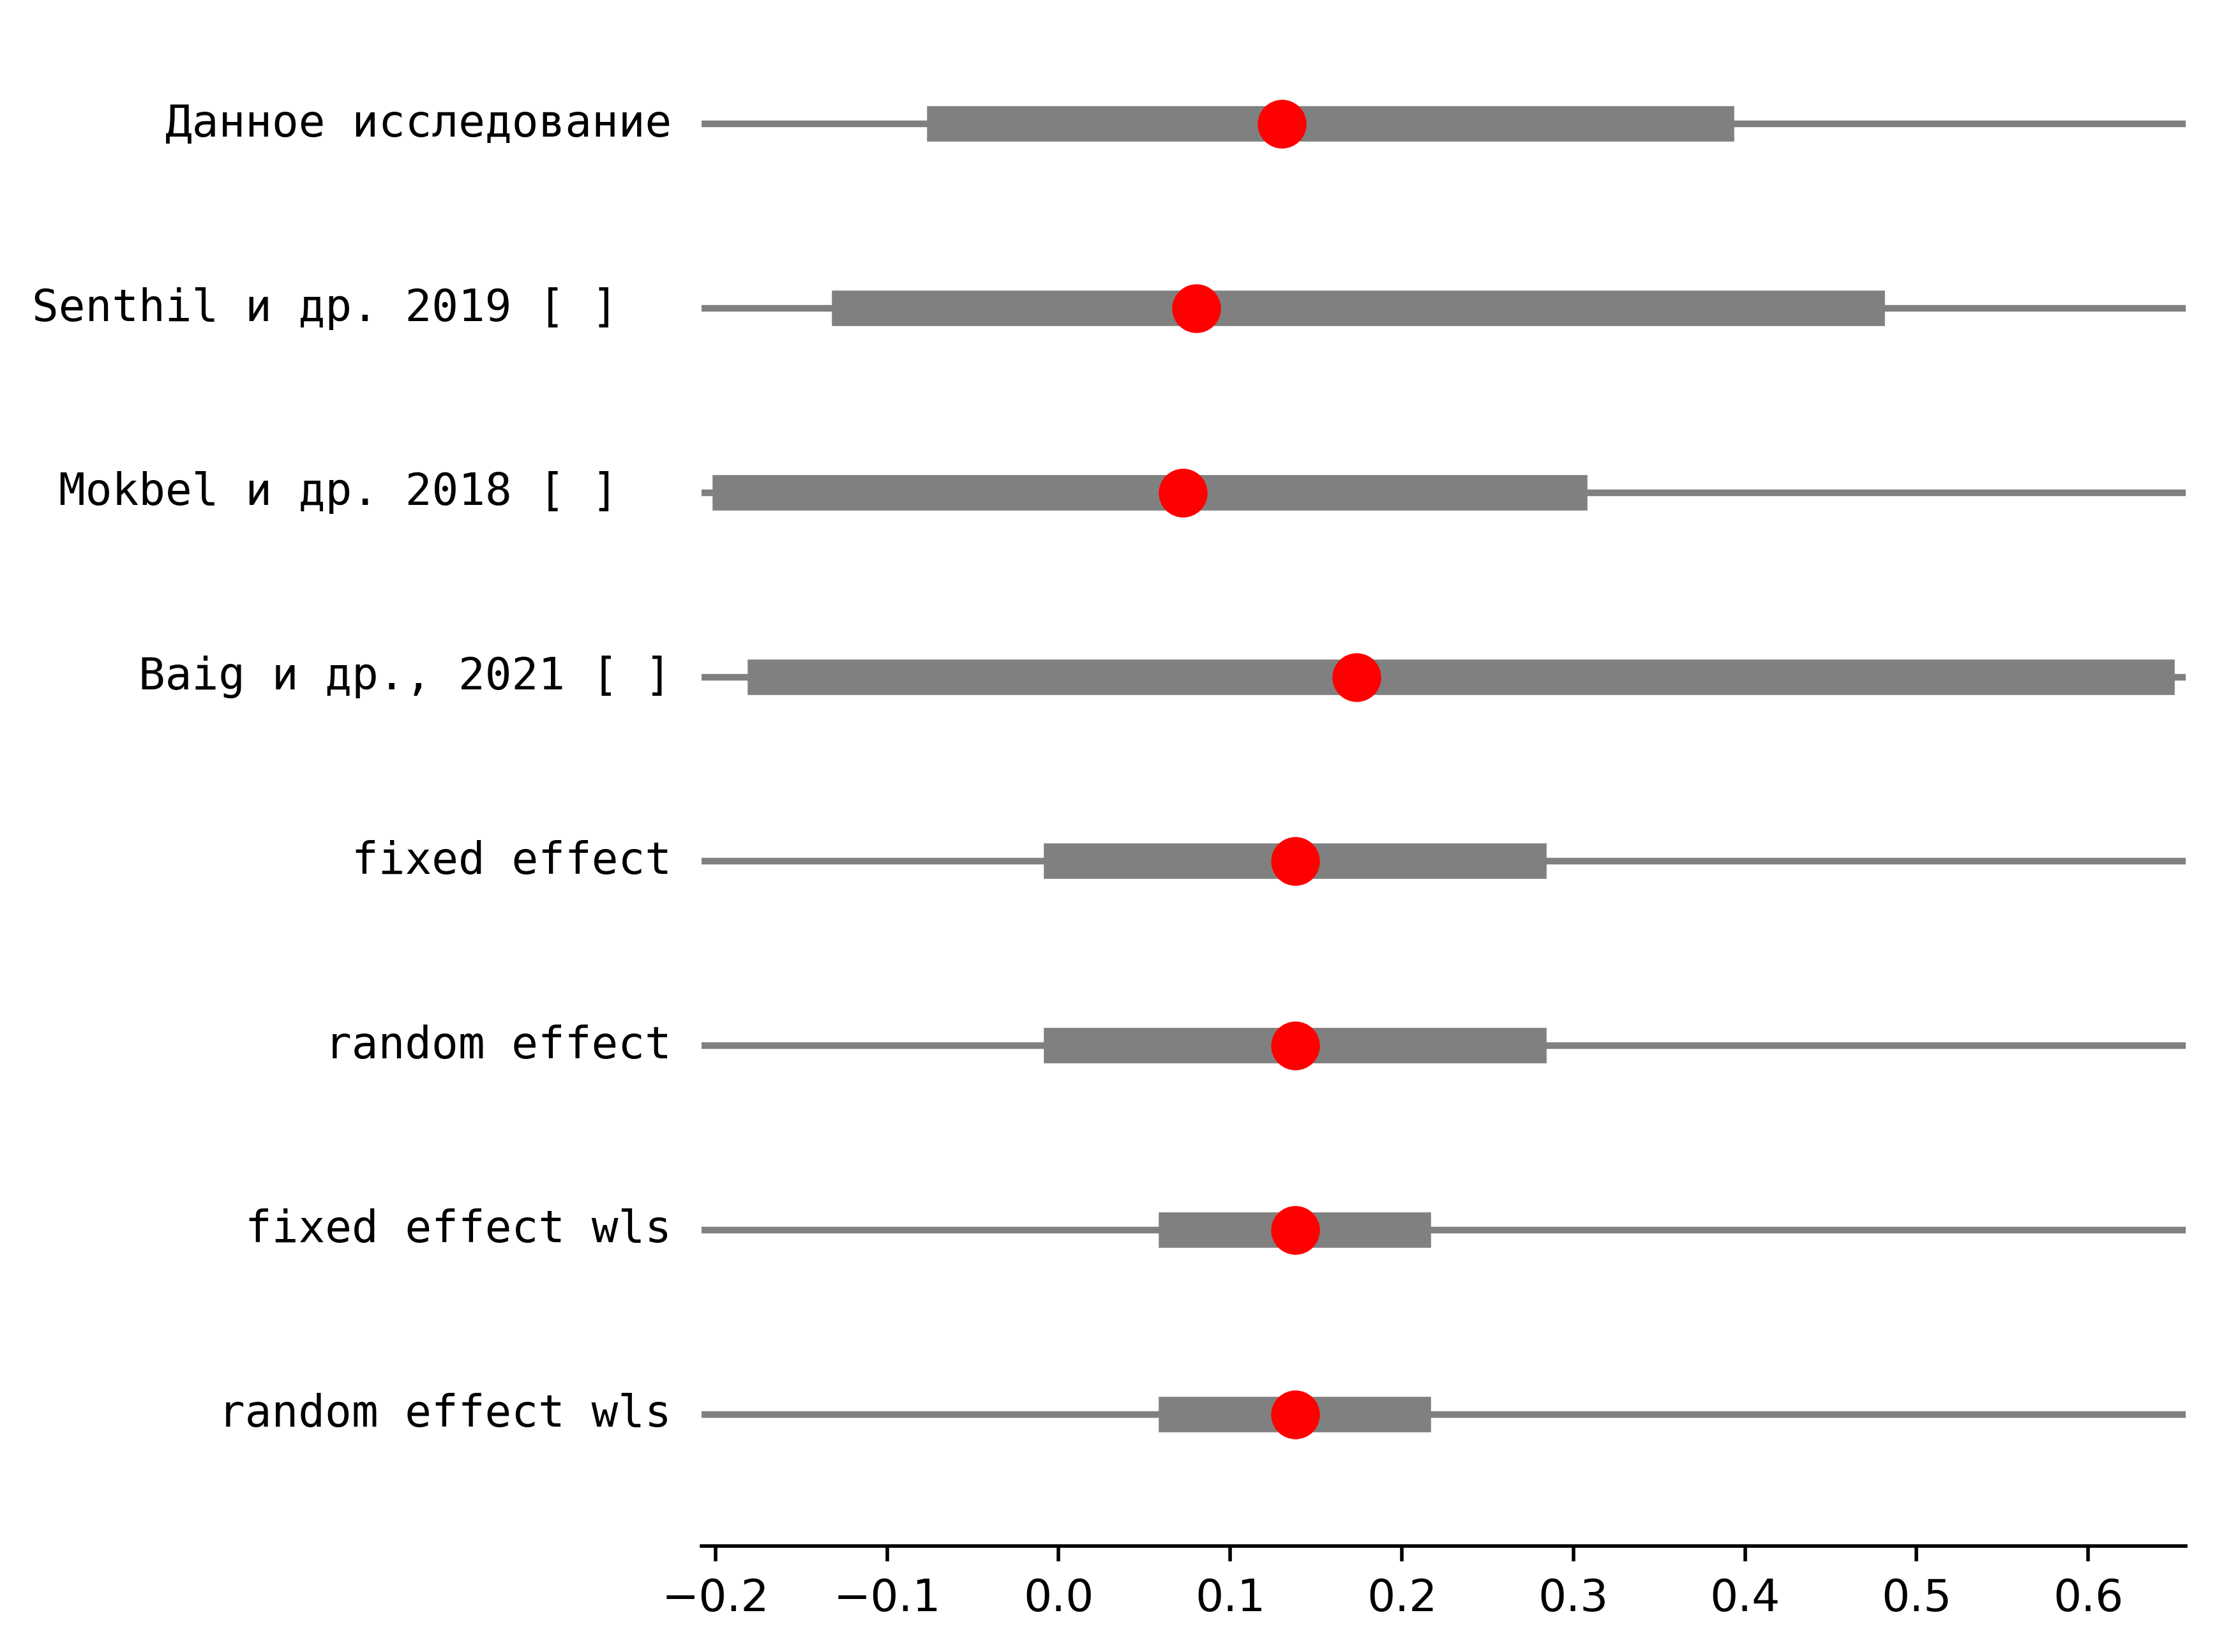 Данное исследование
Senthil и др. 2019 [ ]
Mokbel и др. 2018 [ ]
Baig и др., 2021 [ ]
fixed effect
random effect
fixed effect wls
random effect wls
−0.2 −0.1 0.0 0.1 0.2 0.3 0.4 0.5 0.6